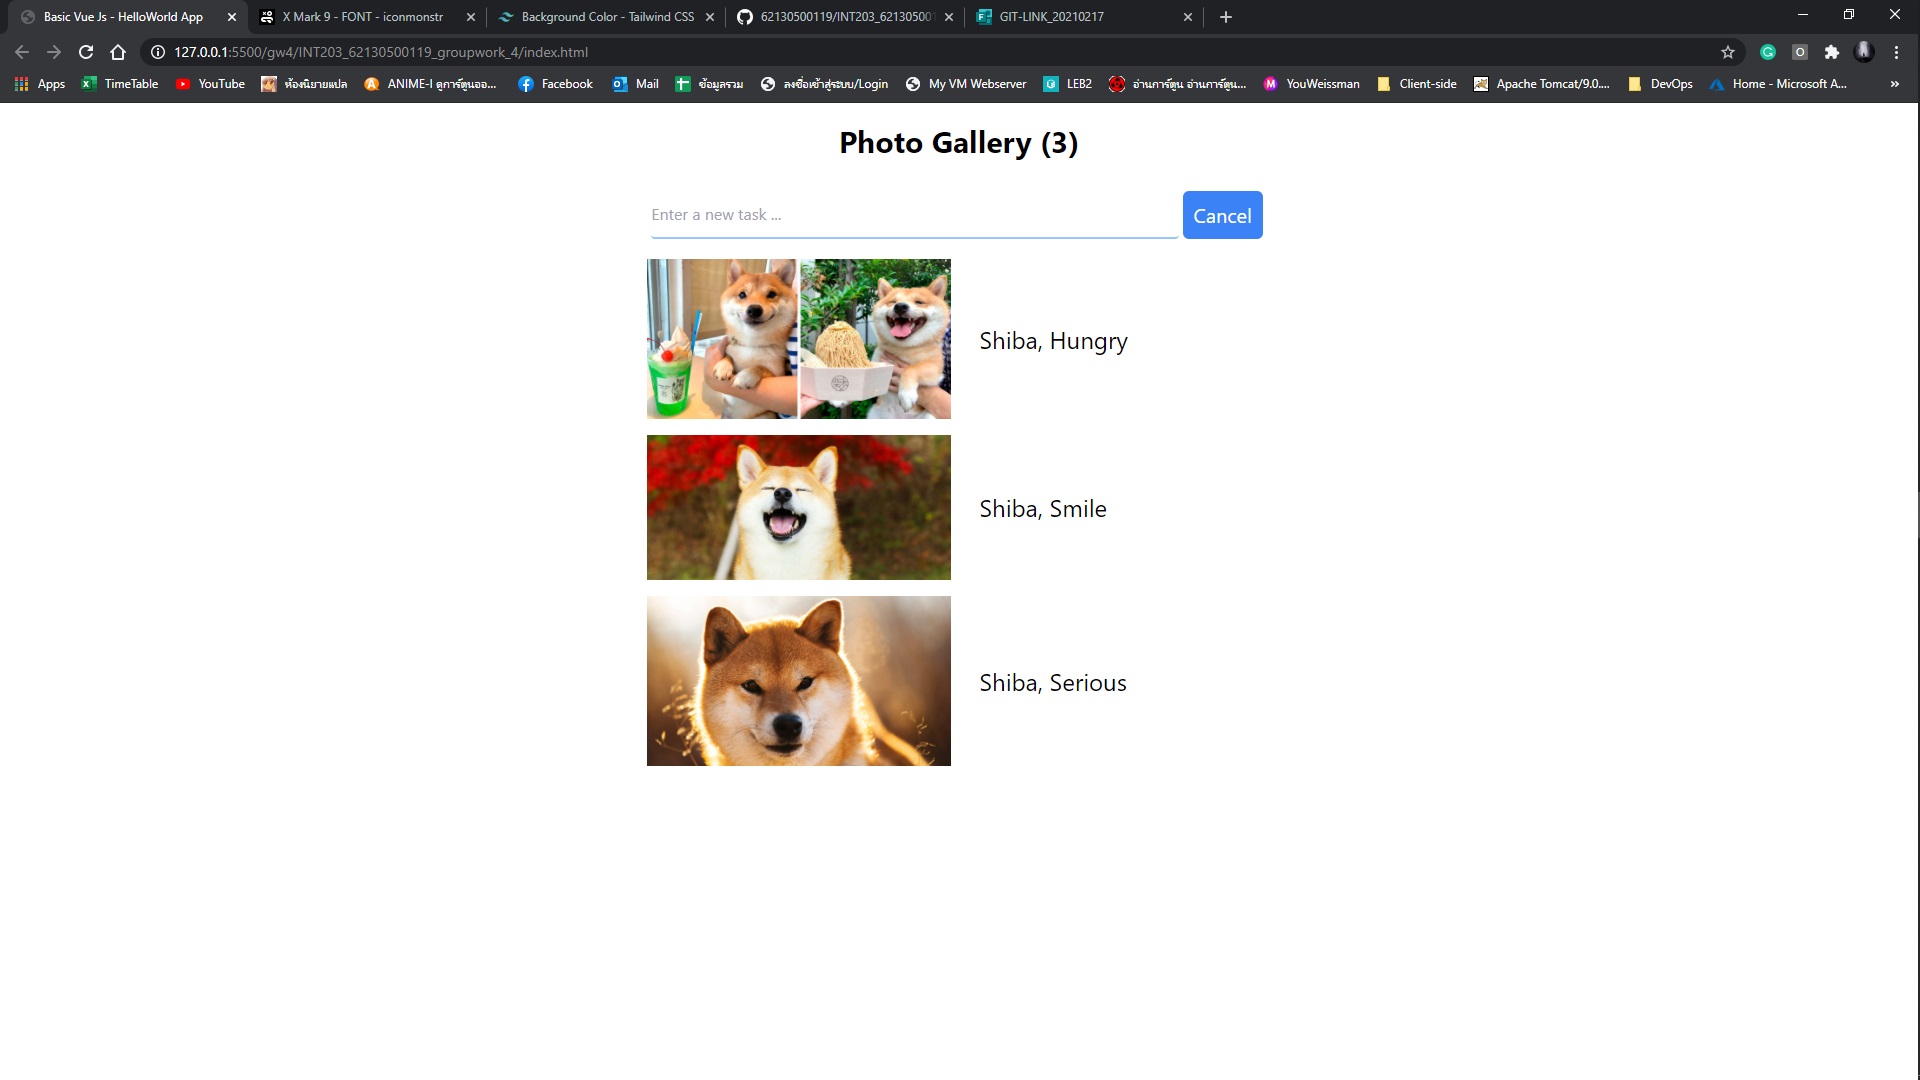 Basic Vue Js - HelloWorld App
X Mark 9 - FONT - iconmonstr
Background Color - Tailwind CSS
62130500119/INT203_6213050011
GIT-LINK_20210217
127.0.0.1:5500/gw4/INT203_62130500119_groupwork_4/index.html
Apps
TimeTable
YouTube
ห้องนิยายแปล
ANIME-I ดูการ์ตูนออ...
Facebook
Mail
ข้อมูลรวม
ลงชื่อเข้าสู่ระบบ/Login
My VM Webserver
LEB2
อ่านการ์ตูน อ่านการ์ตูน...
YouWeissman
Client-side
Apache Tomcat/9.0....
DevOps
Home - Microsoft A...
Photo Gallery (3)
Enter a new task ...
Cancel
Shiba, Hungry
Shiba, Smile
Shiba, Serious